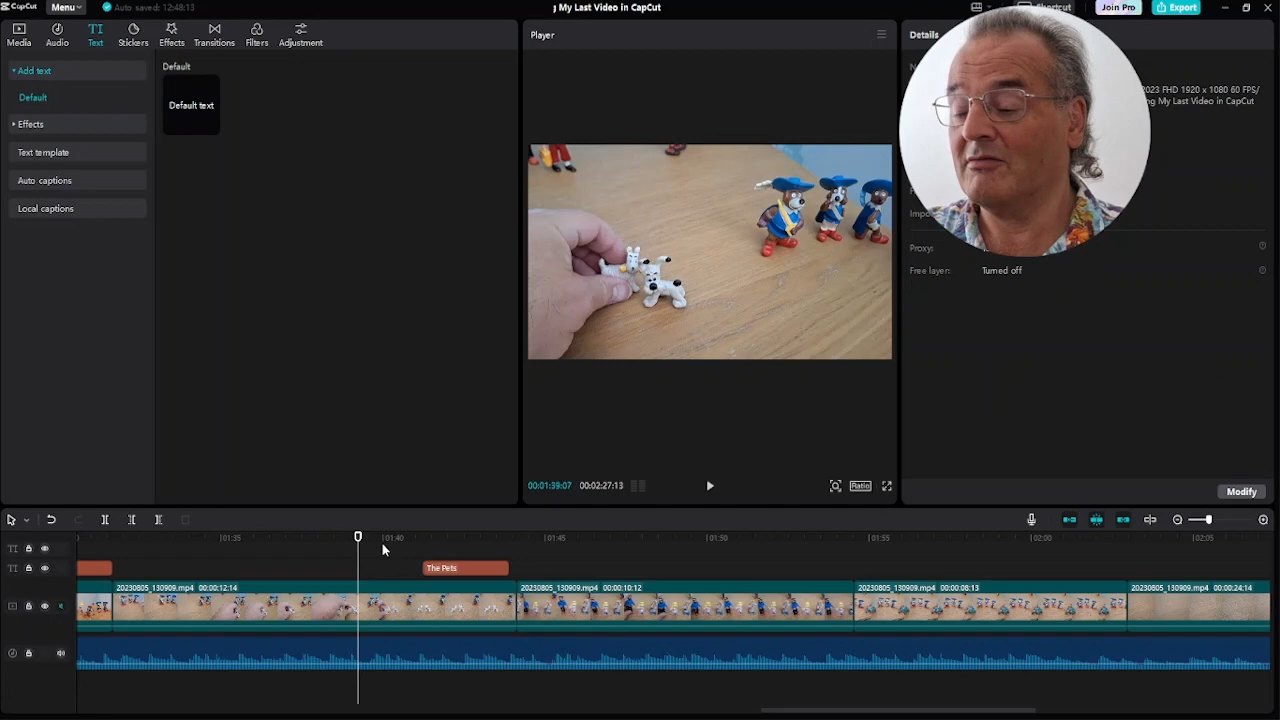 CapCut
Menu
Auto saved: 12:48:13
My Last Video in CapCut
Shortcut
Join Pro
Export
Media
Audio
Text
Stickers
Effects
Transitions
Filters
Adjustment
Add text
Default
Effects
Text template
Auto captions
Local captions
Default
Default text
Player
00:01:39:07
00:02:27:13
Ratio
Details
2023 FHD 1920 x 1080 60 FPS/
ng My Last Video in CapCut
Proxy:
Free layer:
Turned off
Modify
01:35
01:40
01:45
01:50
01:55
02:00
02:05
The Pets
20230805_130909.mp4 00:00:12:14
20230805_130909.mp4 00:00:10:12
20230805_130909.mp4 00:00:08:13
20230805_130909.mp4 00:00:24:14